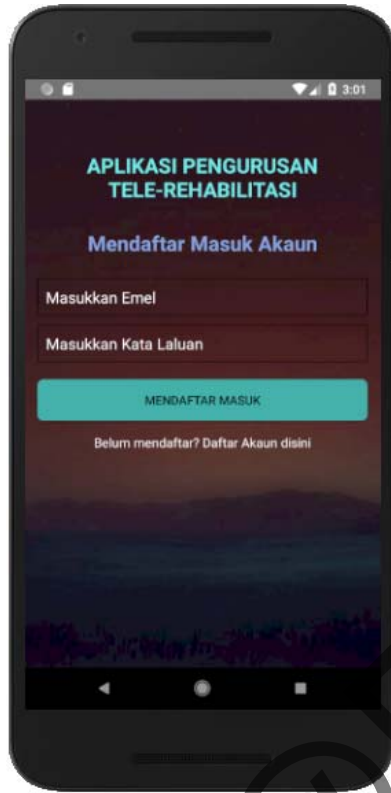 3:01
APLIKASI PENGURUSAN
TELE-REHABILITASI
Mendaftar Masuk Akaun
Masukkan Emel
Masukkan Kata Laluan
MENDAFTAR MASUK
Belum mendaftar? Daftar Akaun disini